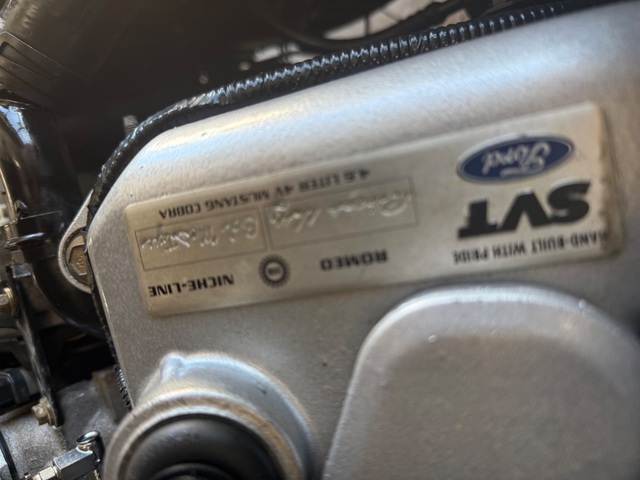 HAND-BUILT WITH PRIDE
SVT
Ford
ROMEO NICHE-LINE
4.6 LITER 4V MUSTANG COBRA